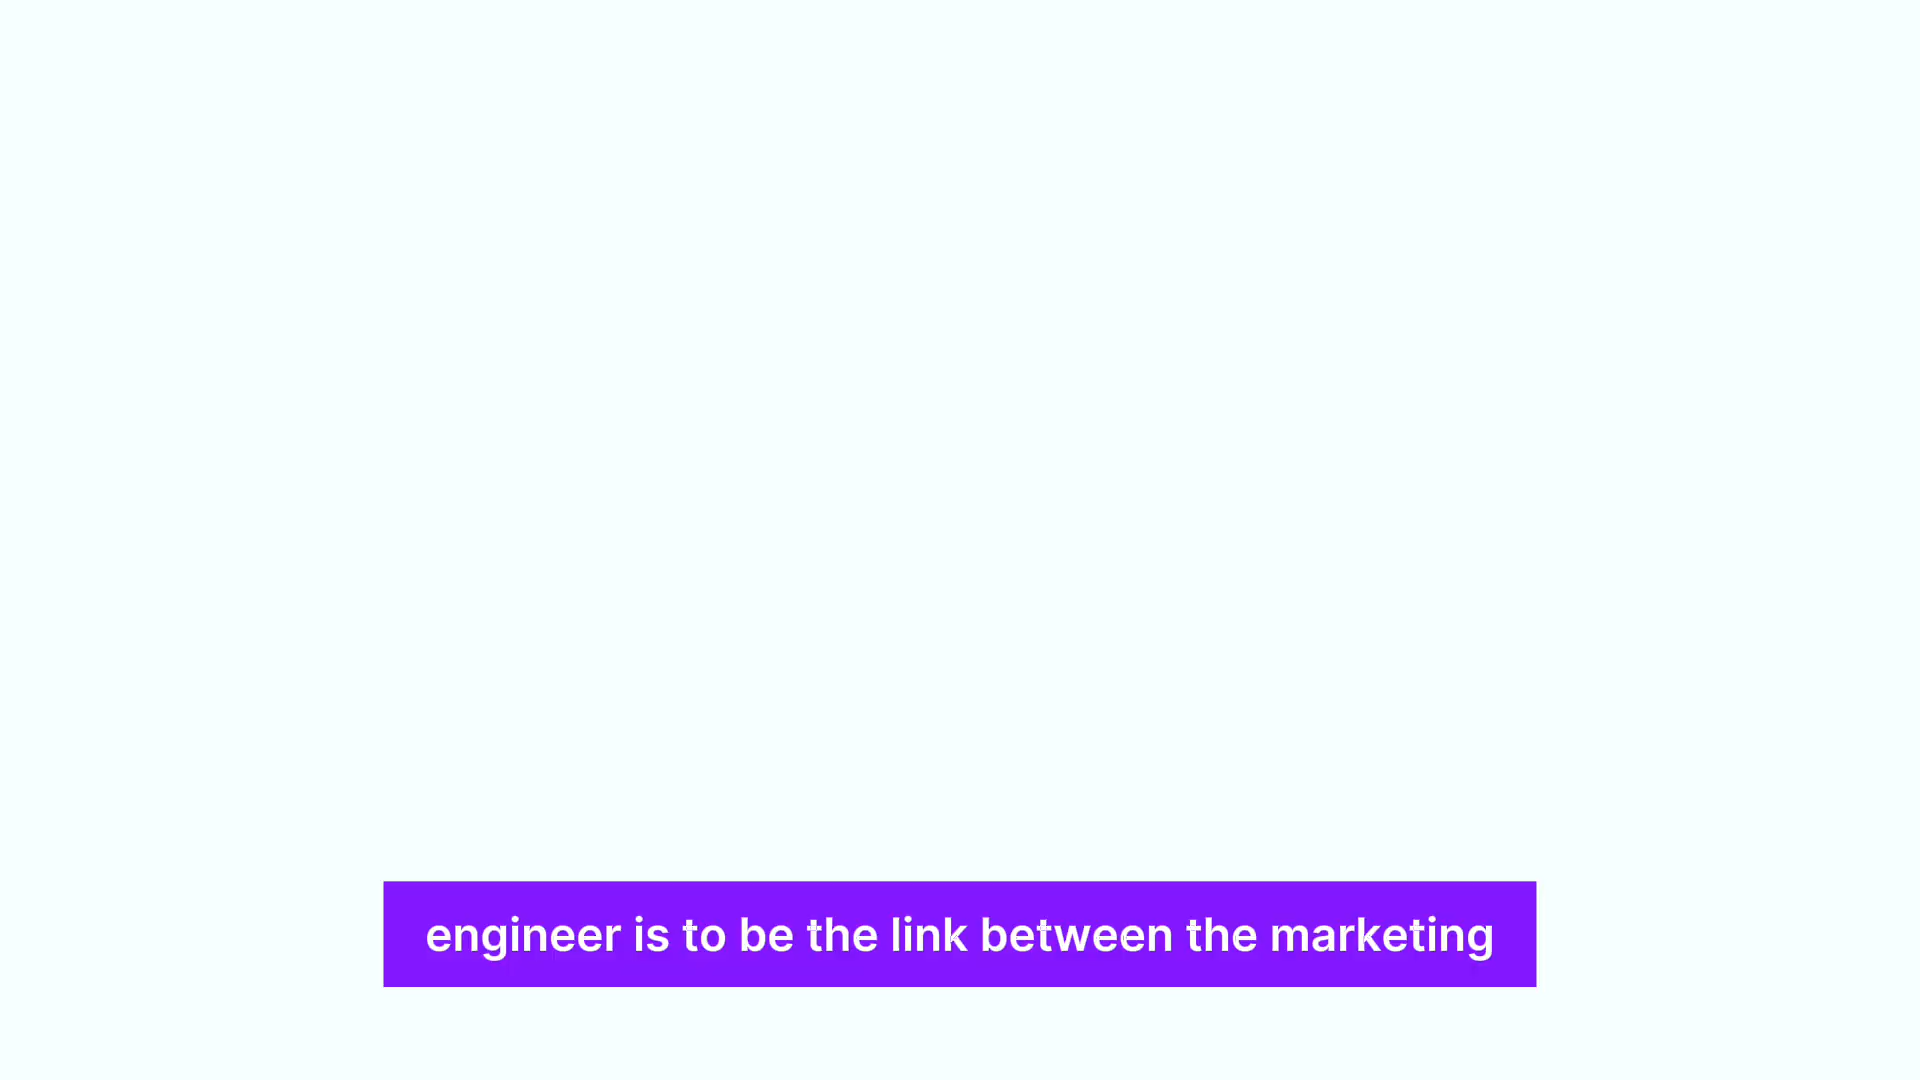 engineer is to be the link between the marketing